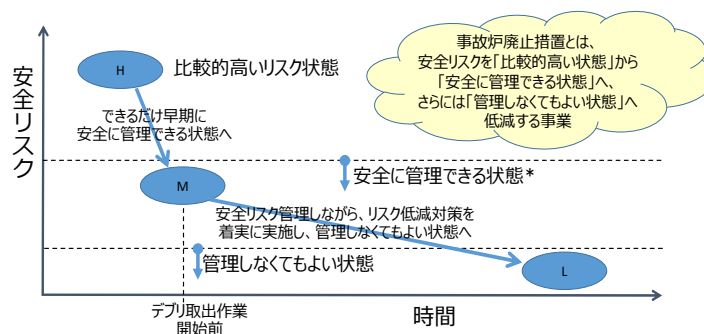 事故炉廃止措置とは、
安全リスクを「比較的高い状態」から
「安全に管理できる状態」へ、
さらには「管理しなくてもよい状態」へ
低減する事業
安全リスク
H
比較的高いリスク状態
できるだけ早期に
安全に管理できる状態へ
安全に管理できる状態*
M
安全リスク管理しながら、リスク低減対策を
着実に実施し、管理しなくてもよい状態へ
管理しなくてもよい状態
L
デブリ取出作業
開始前
時間